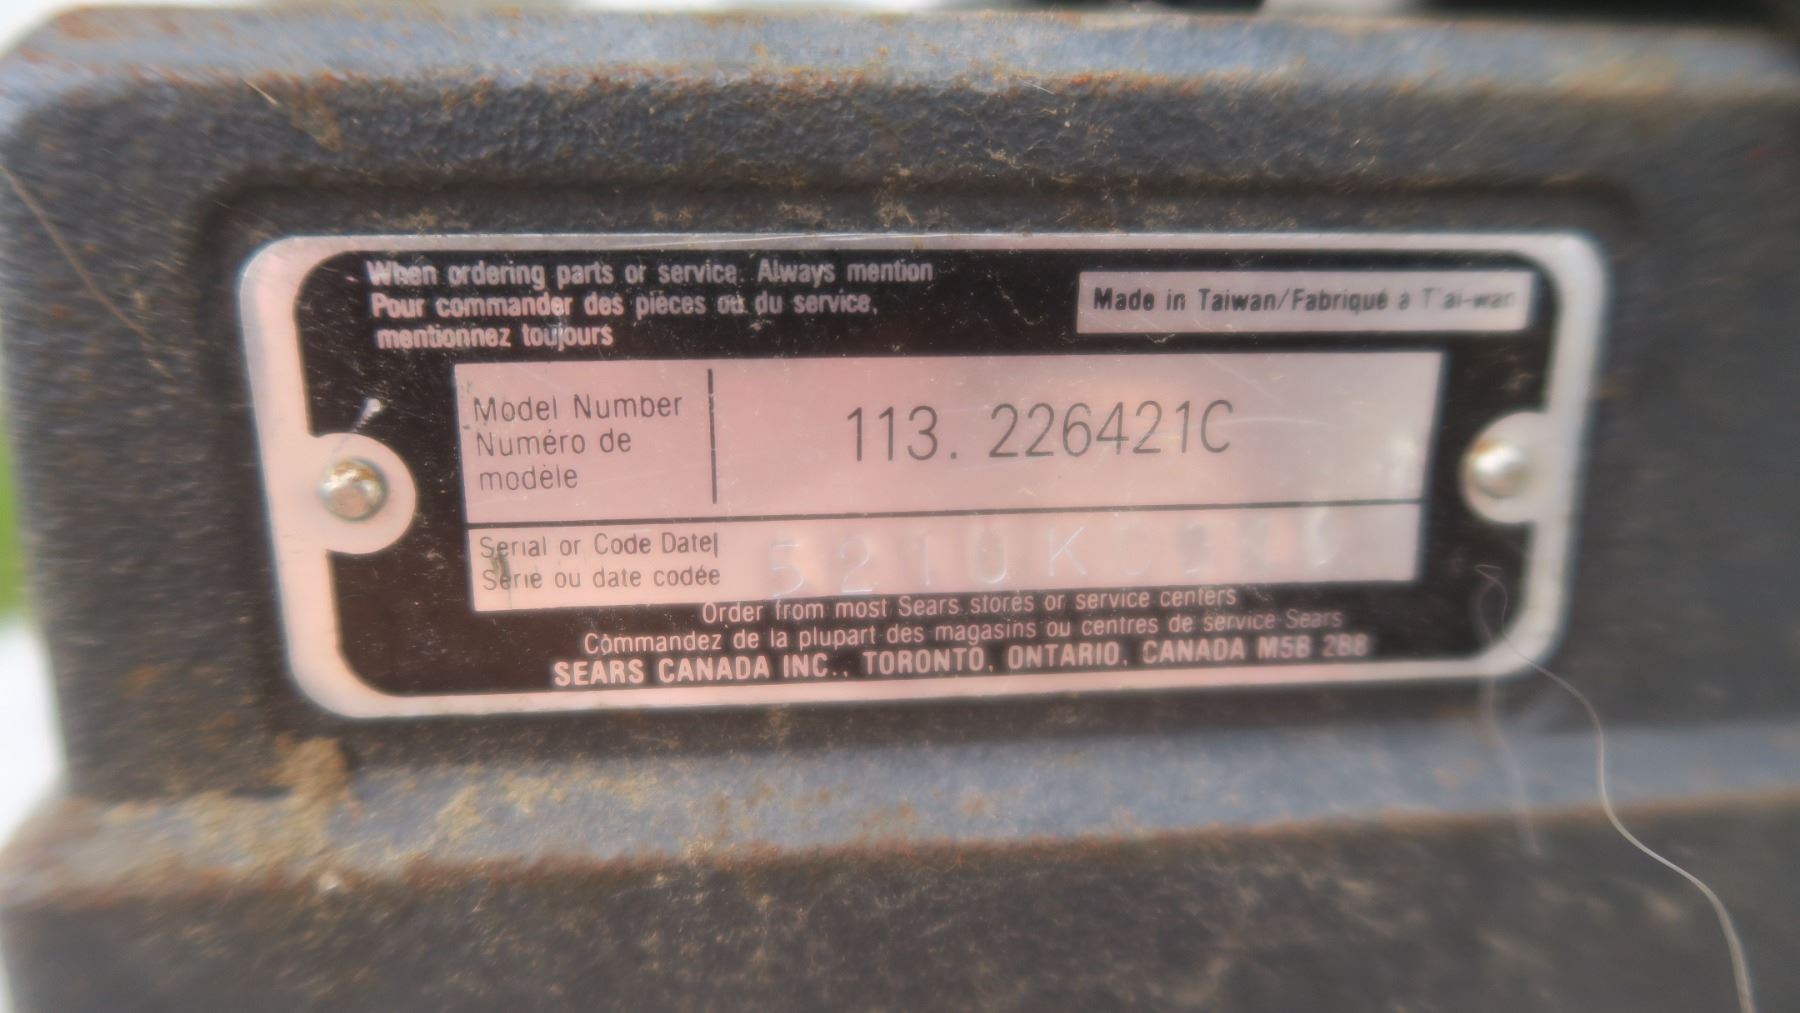 When ordering parts or service. Always mention
Pour commander des pièces ou du service,
mentionnez toujours
Made in Taiwan/Fabriqué a T'ai-wan
Model Number
Numéro de
modèle
113. 226421C
Serial or Code Date
Série ou date codée
Order from most Sears stores or service centers
Commandez de la plupart des magasins ou centres de service Sears
SEARS CANADA INC., TORONTO, ONTARIO, CANADA M5B 2B8